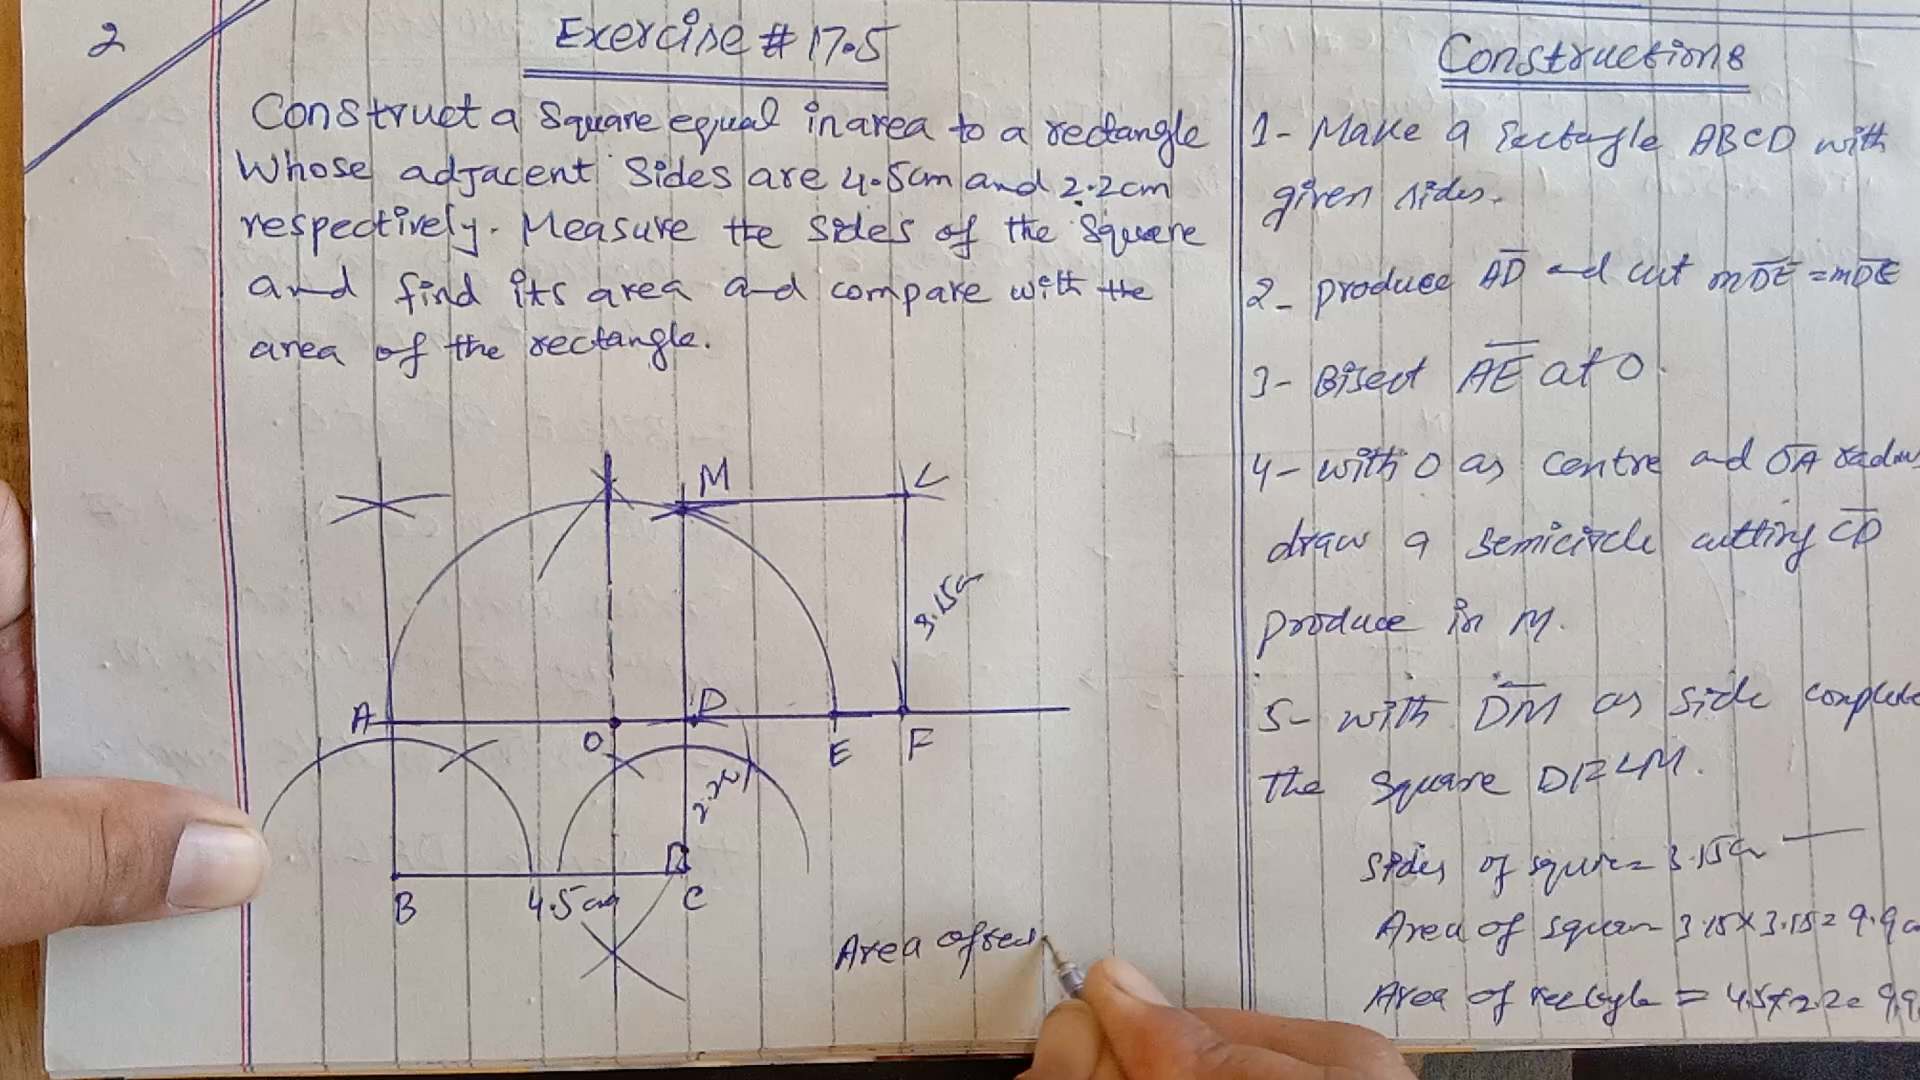 2
Exercise # 17.5
Construct a Square equal in area to a rectangle
Whose adjacent Sides are 4.5cm and 2.2cm
respectively. Measure the sides of the Square
and find its area and compare with the
area of the rectangle.
M
L
3.15c
A
O
D
E
F
2.2c
B
4.5cm
C
Area of rec
Constructions
1- Make a rectangle ABCD with
given sides.
2- produce AD and cut mDE = mDC
3- Bisect AE at O.
4- with O as centre and OA radius
draw a semicircle cutting CD
produce in M.
5- with DM as side complete
the square DFLM.
Sides of square = 3.15c
Area of square 3.15 x 3.15 = 9.9c
Area of rectangle = 4.5 x 2.2 = 9.9